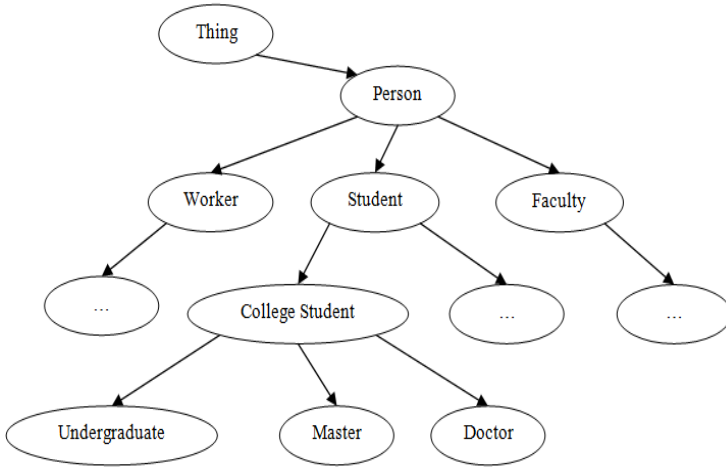 Thing
Person
Worker
Student
Faculty
...
College Student
...
...
Undergraduate
Master
Doctor